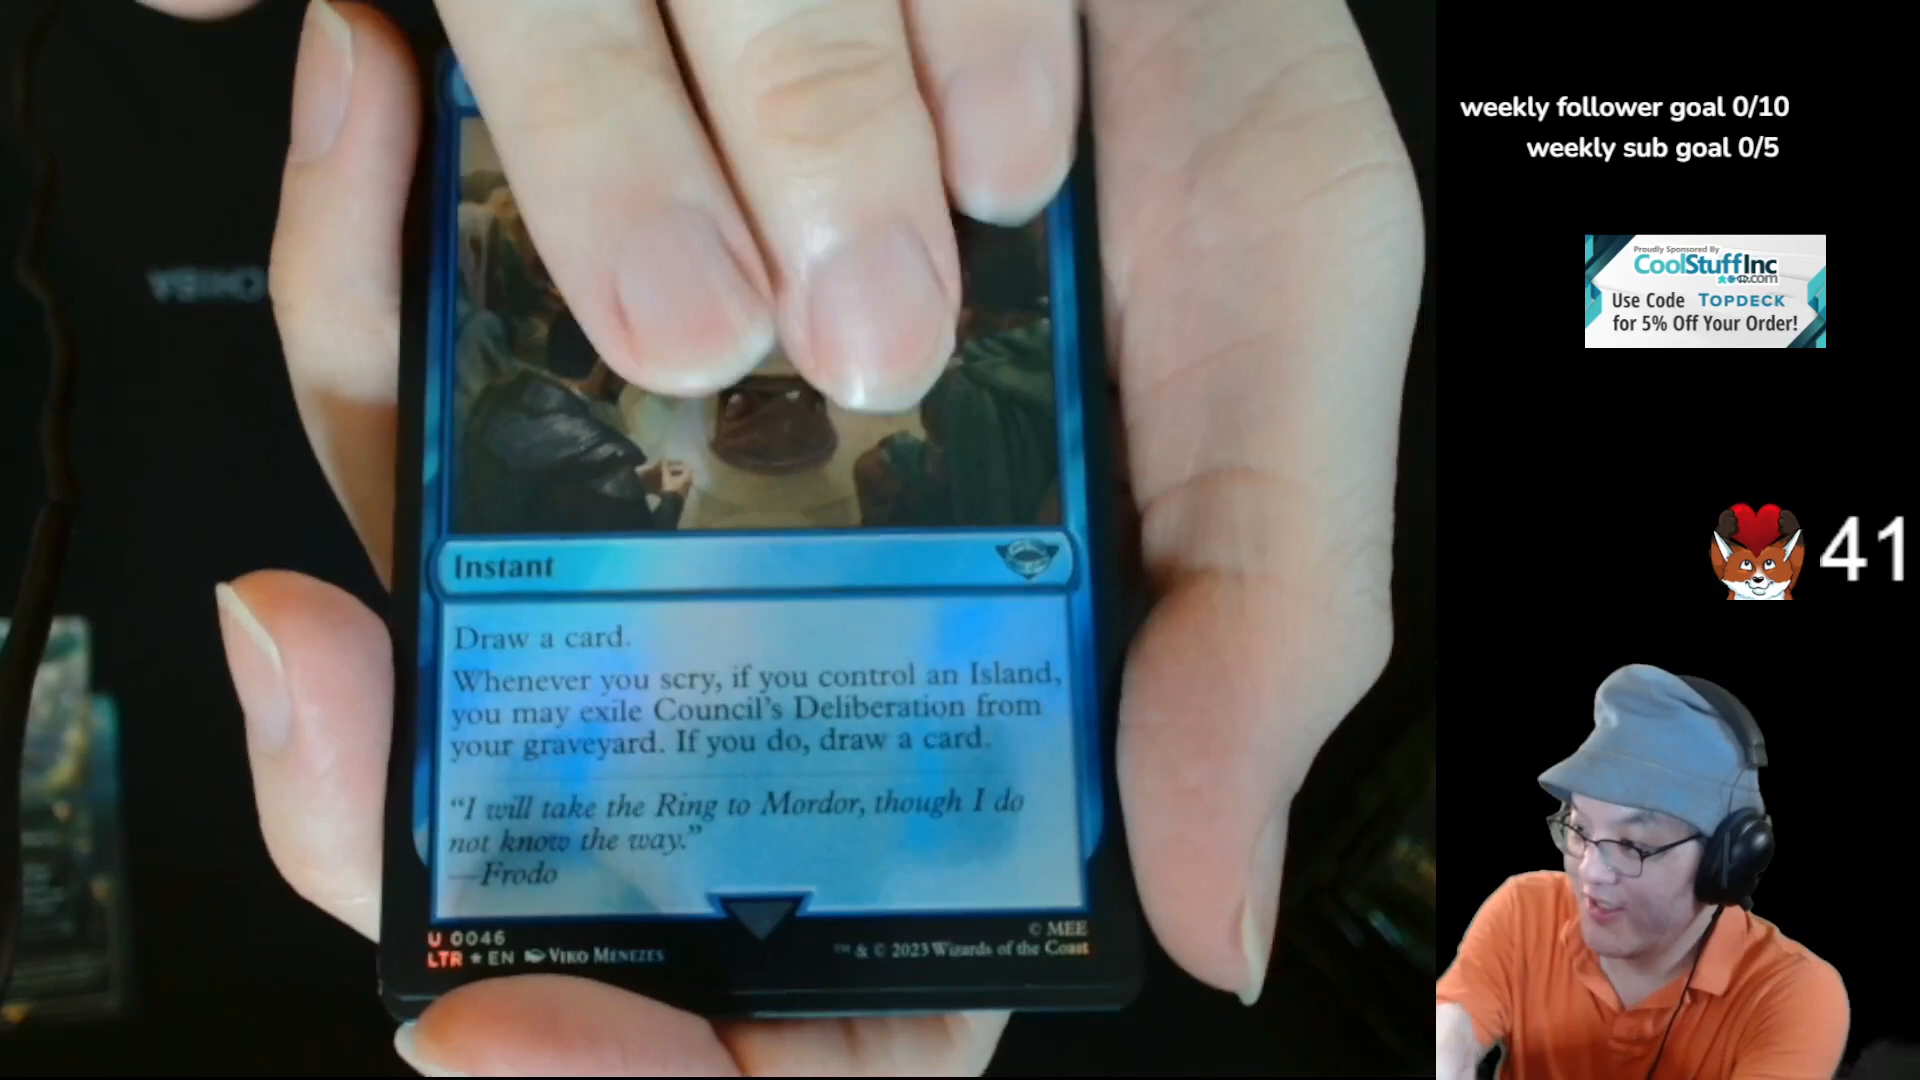 Instant
Draw a card.
Whenever you scry, if you control an Island,
you may exile Council's Deliberation from
your graveyard. If you do, draw a card.
"I will take the Ring to Mordor, though I do
not know the way."
—Frodo
U 0046
LTR ★ EN VIKO MENEZES
© MEE
™ & © 2023 Wizards of the Coast
weekly follower goal 0/10
weekly sub goal 0/5
Proudly Sponsored By
CoolStuffInc
.com
Use Code TOPDECK
for 5% Off Your Order!
41